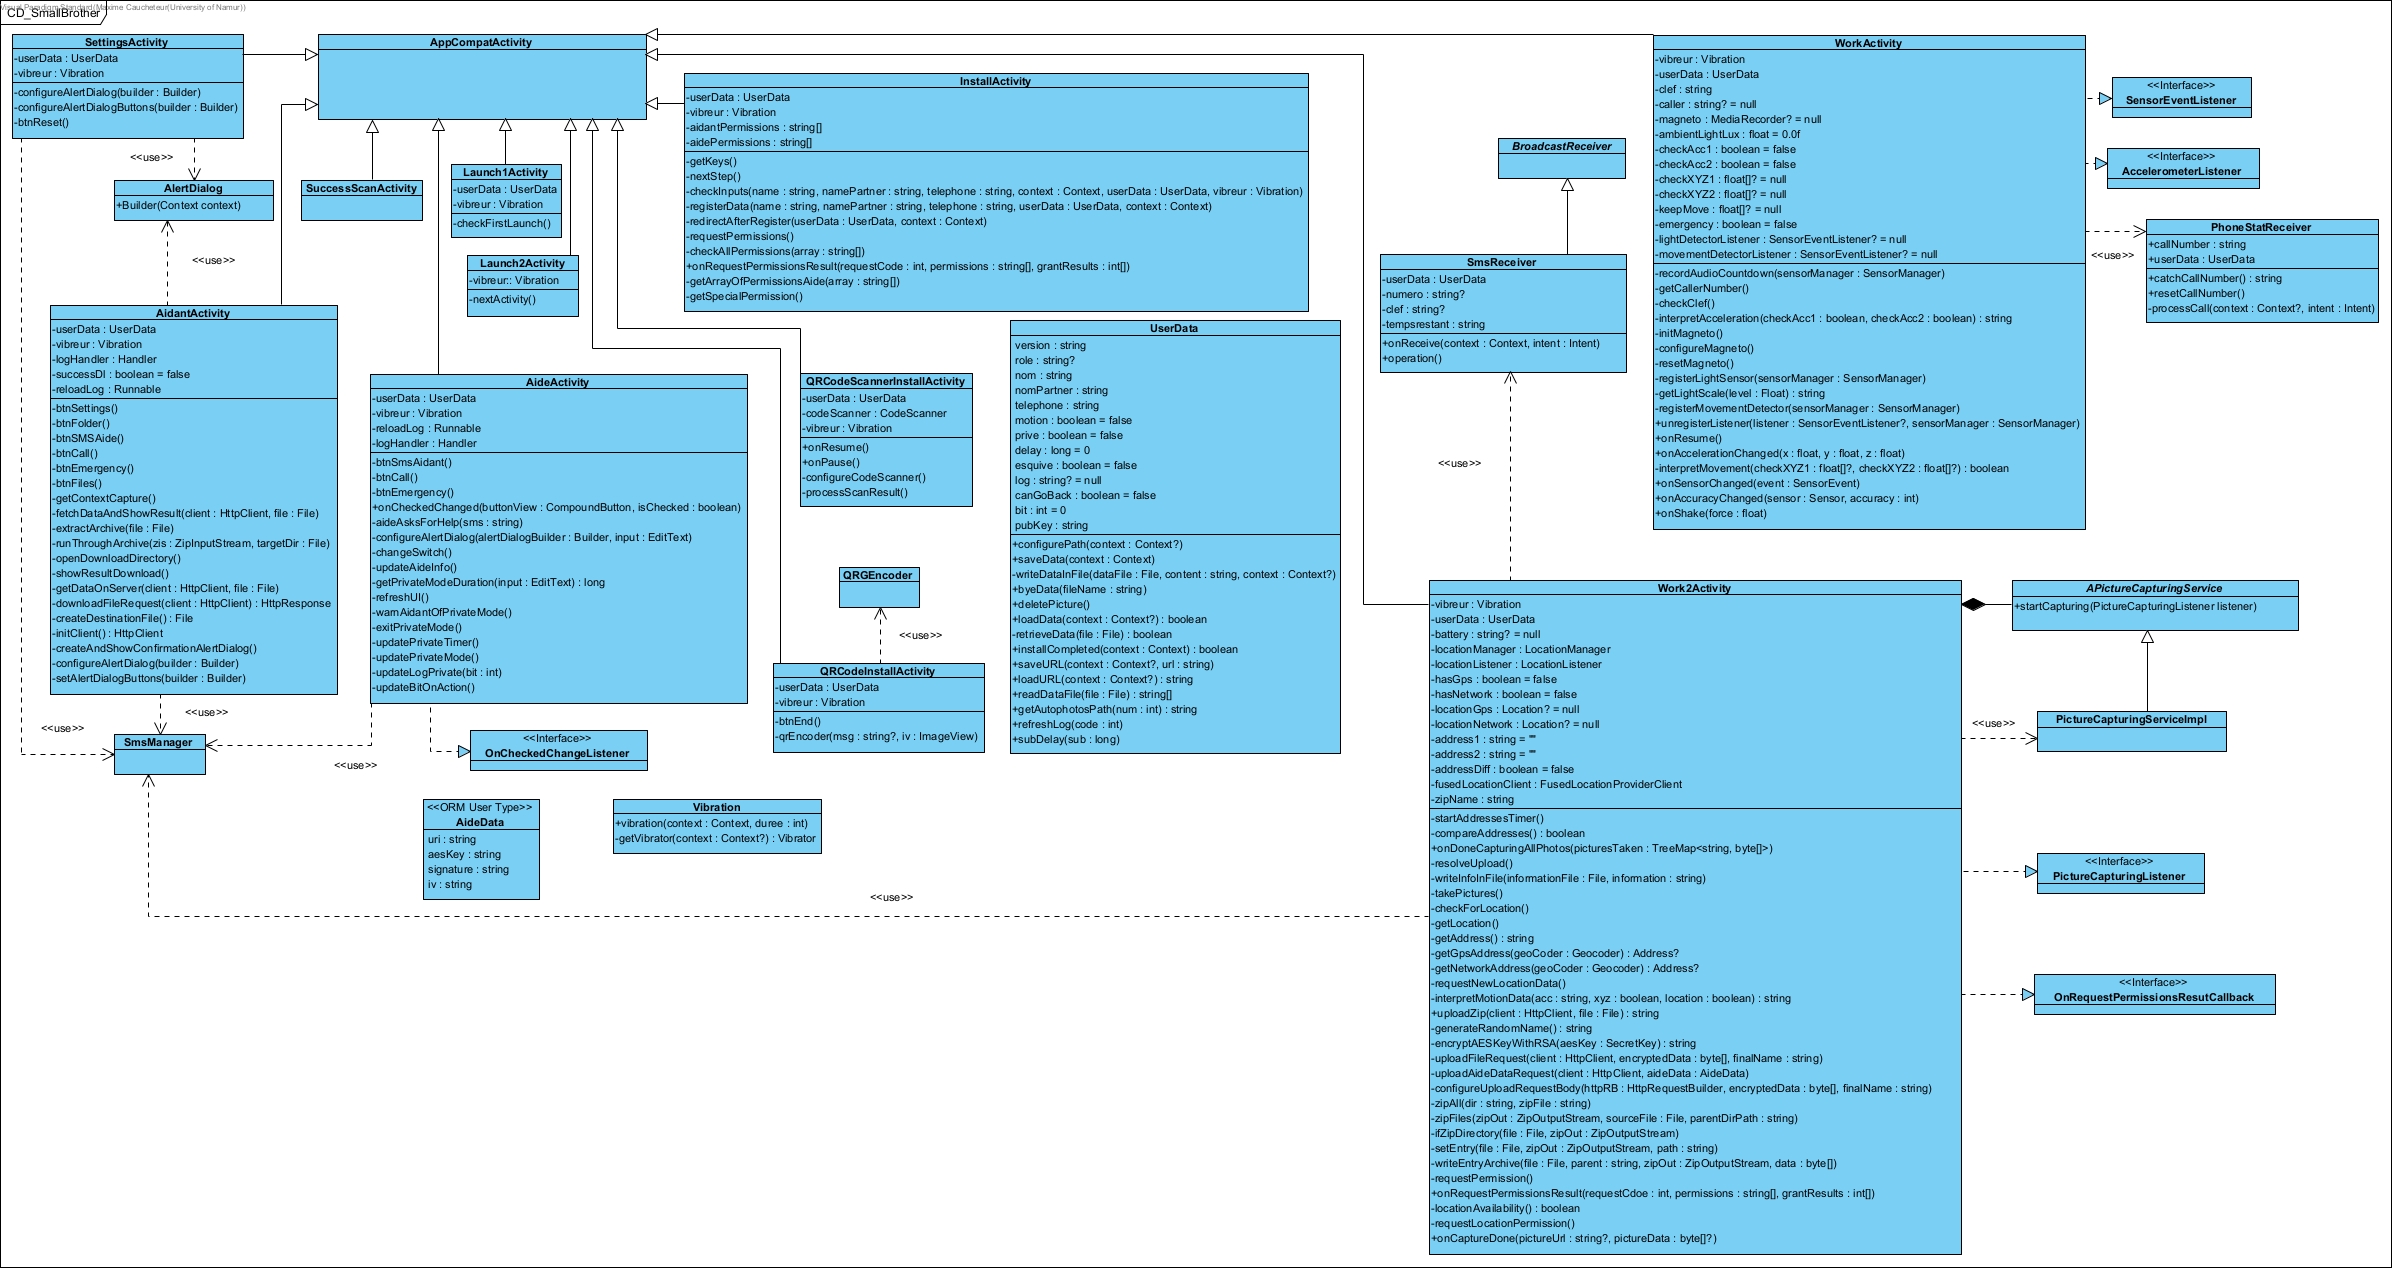 Visual Paradigm Standard(Maxime Caucheteur(University of Namur))
CD_SmallBrother
SettingsActivity
-userData : UserData
-vibreur : Vibration
-configureAlertDialog(builder : Builder)
-configureAlertDialogButtons(builder : Builder)
-btnReset()
<<use>>
AlertDialog
+Builder(Context context)
<<use>>
AppCompatActivity
SuccessScanActivity
Launch1Activity
-userData : UserData
-vibreur : Vibration
-checkFirstLaunch()
Launch2Activity
-vibreur:: Vibration
-nextActivity()
InstallActivity
-userData : UserData
-vibreur : Vibration
-aidantPermissions : string[]
-aidePermissions : string[]
-getKeys()
-nextStep()
-checkInputs(name : string, namePartner : string, telephone : string, context : Context, userData : UserData, vibreur : Vibration)
-registerData(name : string, namePartner : string, telephone : string, userData : UserData, context : Context)
-redirectAfterRegister(userData : UserData, context : Context)
-requestPermissions()
-checkAllPermissions(array : string[])
+onRequestPermissionsResult(requestCode : int, permissions : string[], grantResults : int[])
-getArrayOfPermissionsAide(array : string[])
-getSpecialPermission()
AidantActivity
-userData : UserData
-vibreur : Vibration
-logHandler : Handler
-successDl : boolean = false
-reloadLog : Runnable
-btnSettings()
-btnFolder()
-btnSMSAide()
-btnCall()
-btnEmergency()
-btnFiles()
-getContextCapture()
-fetchDataAndShowResult(client : HttpClient, file : File)
-extractArchive(file : File)
-runThroughArchive(zis : ZipInputStream, targetDir : File)
-openDownloadDirectory()
-showResultDownload()
-getDataOnServer(client : HttpClient, file : File)
-downloadFileRequest(client : HttpClient) : HttpResponse
-createDestinationFile() : File
-initClient() : HttpClient
-createAndShowConfirmationAlertDialog()
-configureAlertDialog(builder : Builder)
-setAlertDialogButtons(builder : Builder)
<<use>>
<<use>>
SmsManager
<<use>>
AideActivity
-userData : UserData
-vibreur : Vibration
-reloadLog : Runnable
-logHandler : Handler
-btnSmsAidant()
-btnCall()
-btnEmergency()
+onCheckedChanged(buttonView : CompoundButton, isChecked : boolean)
-aideAsksForHelp(sms : string)
-configureAlertDialog(alertDialogBuilder : Builder, input : EditText)
-changeSwitch()
-updateAideInfo()
-getPrivateModeDuration(input : EditText) : long
-refreshUI()
-warnAidantOfPrivateMode()
-exitPrivateMode()
-updatePrivateTimer()
-updatePrivateMode()
-updateLogPrivate(bit : int)
-updateBitOnAction()
<<Interface>>
OnCheckedChangeListener
<<ORM User Type>>
AideData
uri : string
aesKey : string
signature : string
iv : string
Vibration
+vibration(context : Context, duree : int)
-getVibrator(context : Context?) : Vibrator
QRCodeScannerInstallActivity
-userData : UserData
-codeScanner : CodeScanner
-vibreur : Vibration
+onResume()
+onPause()
-configureCodeScanner()
-processScanResult()
QRGEncoder
<<use>>
QRCodeInstallActivity
-userData : UserData
-vibreur : Vibration
-btnEnd()
-qrEncoder(msg : string?, iv : ImageView)
<<use>>
UserData
version : string
role : string?
nom : string
nomPartner : string
telephone : string
motion : boolean = false
prive : boolean = false
delay : long = 0
esquive : boolean = false
log : string? = null
canGoBack : boolean = false
bit : int = 0
pubKey : string
+configurePath(context : Context?)
+saveData(context : Context)
-writeDataInFile(dataFile : File, content : string, context : Context?)
+byeData(fileName : string)
+deletePicture()
+loadData(context : Context?) : boolean
-retrieveData(file : File) : boolean
+installCompleted(context : Context) : boolean
+saveURL(context : Context?, url : string)
+loadURL(context : Context?) : string
+readDataFile(file : File) : string[]
+getAutophotosPath(num : int) : string
+refreshLog(code : int)
+subDelay(sub : long)
BroadcastReceiver
SmsReceiver
-userData : UserData
-numero : string?
-clef : string?
-tempsrestant : string
+onReceive(context : Context, intent : Intent)
+operation()
<<use>>
WorkActivity
-vibreur : Vibration
-userData : UserData
-clef : string
-caller : string? = null
-magneto : MediaRecorder? = null
-ambientLightLux : float = 0.0f
-checkAcc1 : boolean = false
-checkAcc2 : boolean = false
-checkXYZ1 : float[]? = null
-checkXYZ2 : float[]? = null
-keepMove : float[]? = null
-emergency : boolean = false
-lightDetectorListener : SensorEventListener? = null
-movementDetectorListener : SensorEventListener? = null
-recordAudioCountdown(sensorManager : SensorManager)
-getCallerNumber()
-checkClef()
-interpretAcceleration(checkAcc1 : boolean, checkAcc2 : boolean) : string
-initMagneto()
-configureMagneto()
-resetMagneto()
-registerLightSensor(sensorManager : SensorManager)
-getLightScale(level : Float) : string
-registerMovementDetector(sensorManager : SensorManager)
+unregisterListener(listener : SensorEventListener?, sensorManager : SensorManager)
+onResume()
+onAccelerationChanged(x : float, y : float, z : float)
-interpretMovement(checkXYZ1 : float[]?, checkXYZ2 : float[]?) : boolean
+onSensorChanged(event : SensorEvent)
+onAccuracyChanged(sensor : Sensor, accuracy : int)
+onShake(force : float)
<<Interface>>
SensorEventListener
<<Interface>>
AccelerometerListener
<<use>>
PhoneStatReceiver
+callNumber : string
+userData : UserData
+catchCallNumber() : string
+resetCallNumber()
-processCall(context : Context?, intent : Intent)
Work2Activity
-vibreur : Vibration
-userData : UserData
-battery : string? = null
-locationManager : LocationManager
-locationListener : LocationListener
-hasGps : boolean = false
-hasNetwork : boolean = false
-locationGps : Location? = null
-locationNetwork : Location? = null
-address1 : string = ""
-address2 : string = ""
-addressDiff : boolean = false
-fusedLocationClient : FusedLocationProviderClient
-zipName : string
-startAddressesTimer()
-compareAddresses() : boolean
+onDoneCapturingAllPhotos(picturesTaken : TreeMap<string, byte[]>)
-resolveUpload()
-writeInfoInFile(informationFile : File, information : string)
-takePictures()
-checkForLocation()
-getLocation()
-getAddress() : string
-getGpsAddress(geoCoder : Geocoder) : Address?
-getNetworkAddress(geoCoder : Geocoder) : Address?
-requestNewLocationData()
-interpretMotionData(acc : string, xyz : boolean, location : boolean) : string
+uploadZip(client : HttpClient, file : File) : string
-generateRandomName() : string
-encryptAESKeyWithRSA(aesKey : SecretKey) : string
-uploadFileRequest(client : HttpClient, encryptedData : byte[], finalName : string)
-uploadAideDataRequest(client : HttpClient, aideData : AideData)
-configureUploadRequestBody(httpRB : HttpRequestBuilder, encryptedData : byte[], finalName : string)
-zipAll(dir : string, zipFile : string)
-zipFiles(zipOut : ZipOutputStream, sourceFile : File, parentDirPath : string)
-ifZipDirectory(file : File, zipOut : ZipOutputStream)
-setEntry(file : File, zipOut : ZipOutputStream, path : string)
-writeEntryArchive(file : File, parent : string, zipOut : ZipOutputStream, data : byte[])
-requestPermission()
+onRequestPermissionsResult(requestCdoe : int, permissions : string[], grantResults : int[])
-locationAvailability() : boolean
-requestLocationPermission()
+onCaptureDone(pictureUrl : string?, pictureData : byte[]?)
APictureCapturingService
+startCapturing(PictureCapturingListener listener)
<<use>>
PictureCapturingServiceImpl
<<Interface>>
PictureCapturingListener
<<Interface>>
OnRequestPermissionsResutCallback